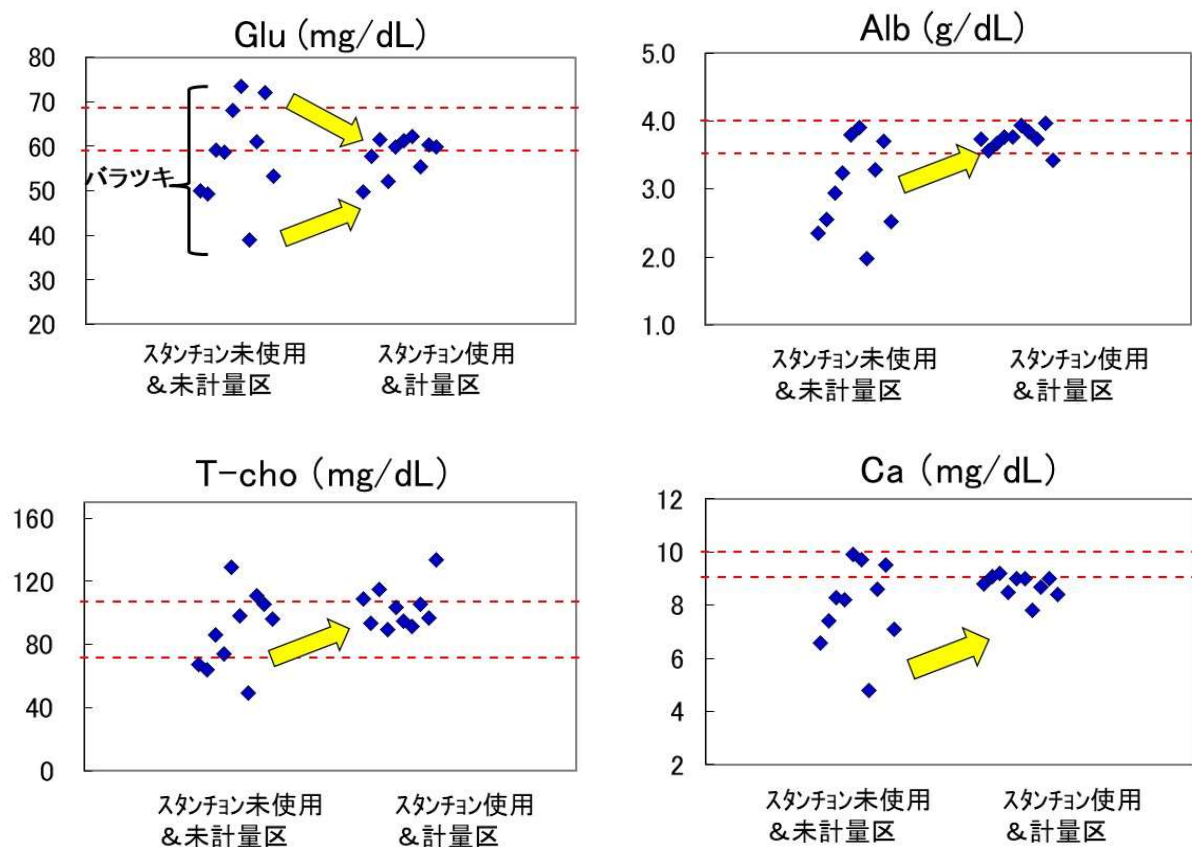 Glu (mg/dL)
80
70
60
50
40
30
20
バラツキ
ｽﾀﾝﾁｮﾝ未使用
＆未計量区
ｽﾀﾝﾁｮﾝ使用
＆計量区
Alb (g/dL)
5.0
4.0
3.0
2.0
1.0
ｽﾀﾝﾁｮﾝ未使用
＆未計量区
ｽﾀﾝﾁｮﾝ使用
＆計量区
T-cho (mg/dL)
160
120
80
40
0
ｽﾀﾝﾁｮﾝ未使用
＆未計量区
ｽﾀﾝﾁｮﾝ使用
＆計量区
Ca (mg/dL)
12
10
8
6
4
2
ｽﾀﾝﾁｮﾝ未使用
＆未計量区
ｽﾀﾝﾁｮﾝ使用
＆計量区